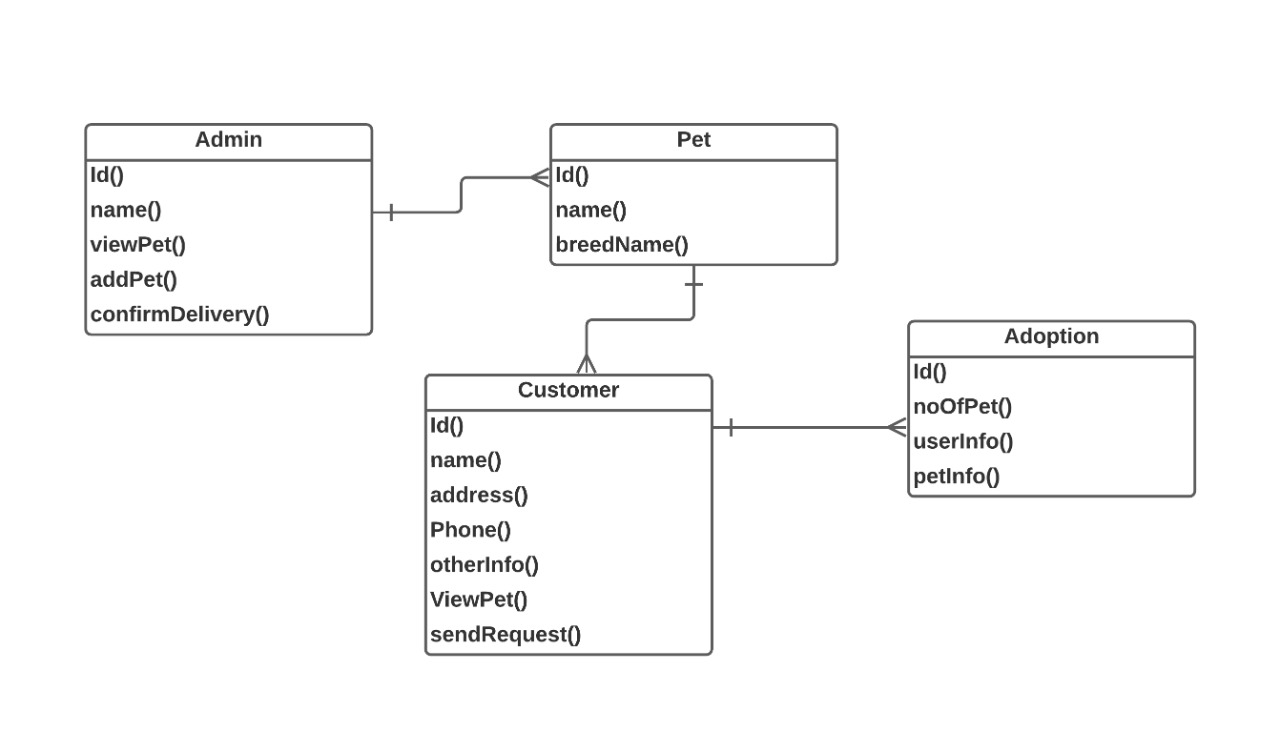 Admin
Id()
name()
viewPet()
addPet()
confirmDelivery()
Pet
Id()
name()
breedName()
Customer
Id()
name()
address()
Phone()
otherInfo()
ViewPet()
sendRequest()
Adoption
Id()
noOfPet()
userInfo()
petInfo()